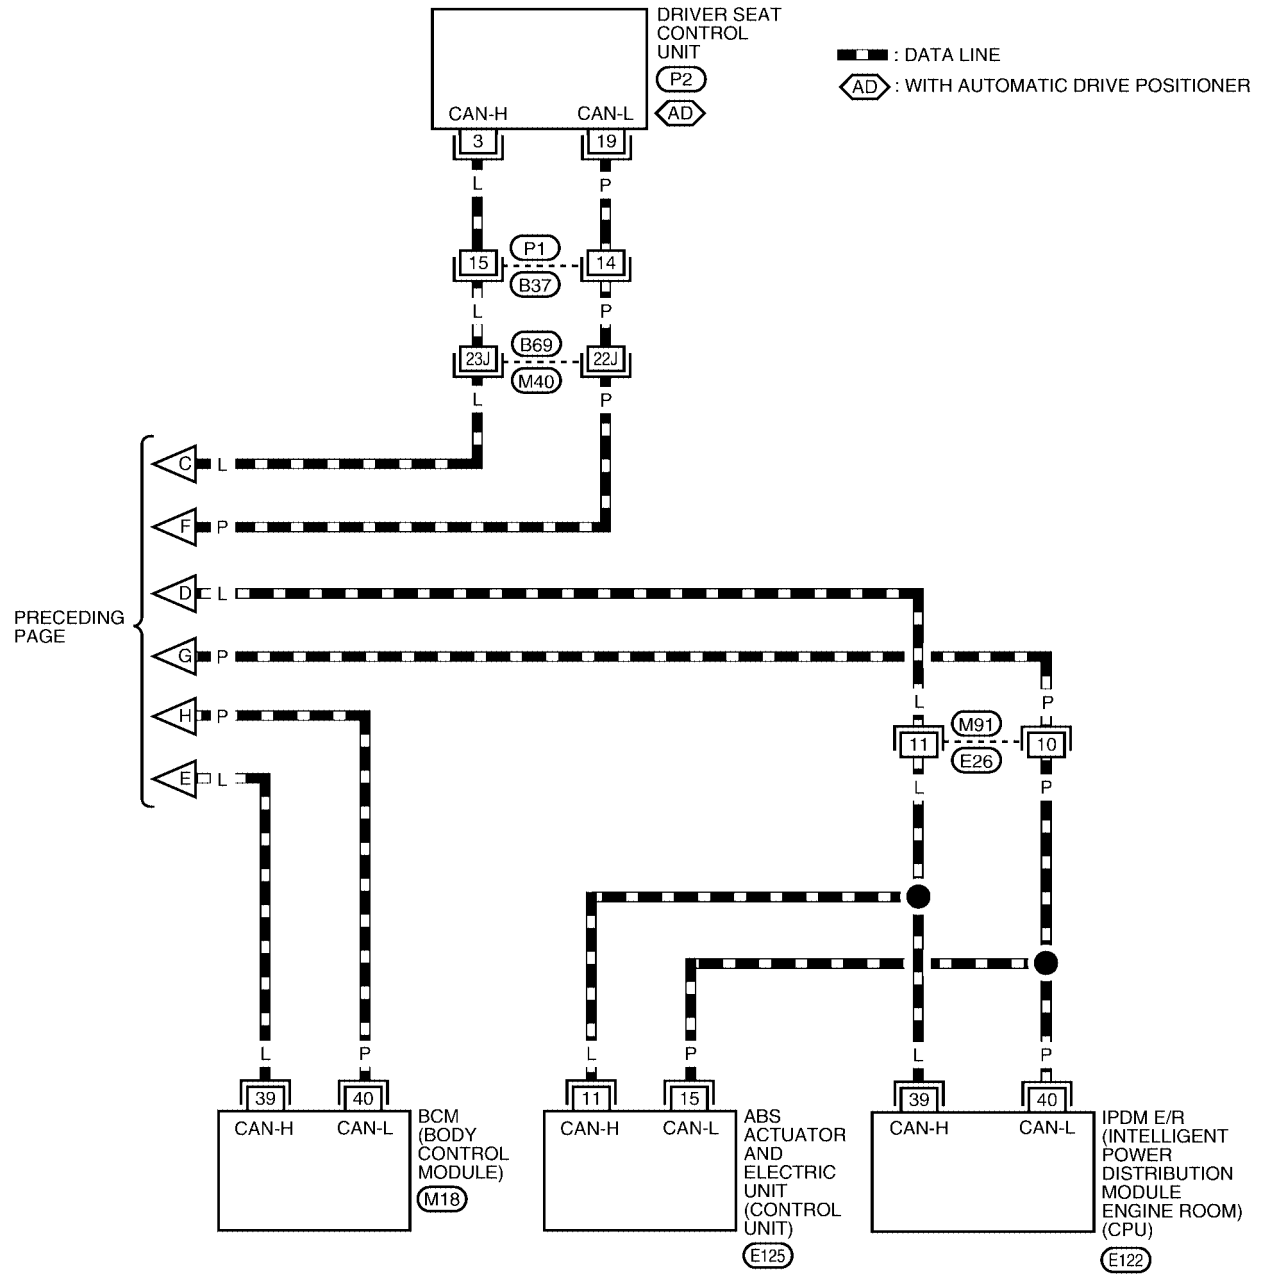 DRIVER SEAT
CONTROL
UNIT
P2
AD
: DATA LINE
AD : WITH AUTOMATIC DRIVE POSITIONER
CAN-H CAN-L
3 19
L P
P1
15 14
B37
L P
B69
23J 22J
M40
L P
C L
F P
D L
PRECEDING
PAGE
G P
L P
H P
M91
11 10
E26
E L
L P
L P L P L P
39 40 11 15 39 40
CAN-H CAN-L CAN-H CAN-L CAN-H CAN-L
BCM
(BODY
CONTROL
MODULE)
M18
ABS
ACTUATOR
AND
ELECTRIC
UNIT
(CONTROL
UNIT)
E125
IPDM E/R
(INTELLIGENT
POWER
DISTRIBUTION
MODULE
ENGINE ROOM)
(CPU)
E122